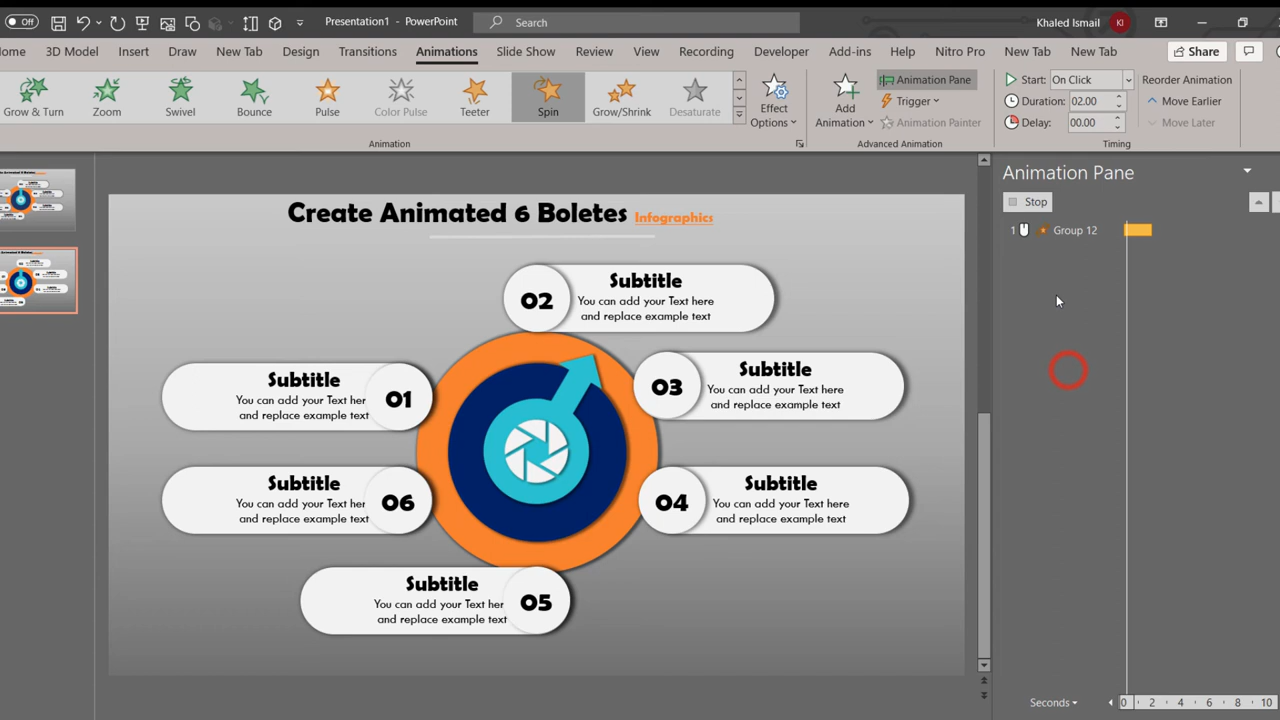 Off
Presentation1 - PowerPoint
Search
Khaled Ismail
KI
ome 3D Model Insert Draw New Tab Design Transitions Animations Slide Show Review View Recording Developer Add-ins Help Nitro Pro New Tab New Tab Share
Grow & Turn Zoom Swivel Bounce Pulse Color Pulse Teeter Spin Grow/Shrink Desaturate
Effect
Options
Add
Animation
Animation Pane
Trigger
Animation Painter
Start: On Click
Duration: 02.00
Delay: 00.00
Reorder Animation
Move Earlier
Move Later
Animation
Advanced Animation
Timing
Animation Pane
Stop
1 Group 12
Create Animated 6 Boletes Infographics
02
Subtitle
You can add your Text here
and replace example text
03
Subtitle
You can add your Text here
and replace example text
Subtitle
You can add your Text her
and replace example text
01
Subtitle
You can add your Text her
and replace example text
06
04
Subtitle
You can add your Text here
and replace example text
Subtitle
You can add your Text her
and replace example text
05
Seconds
0 2 4 6 8 10